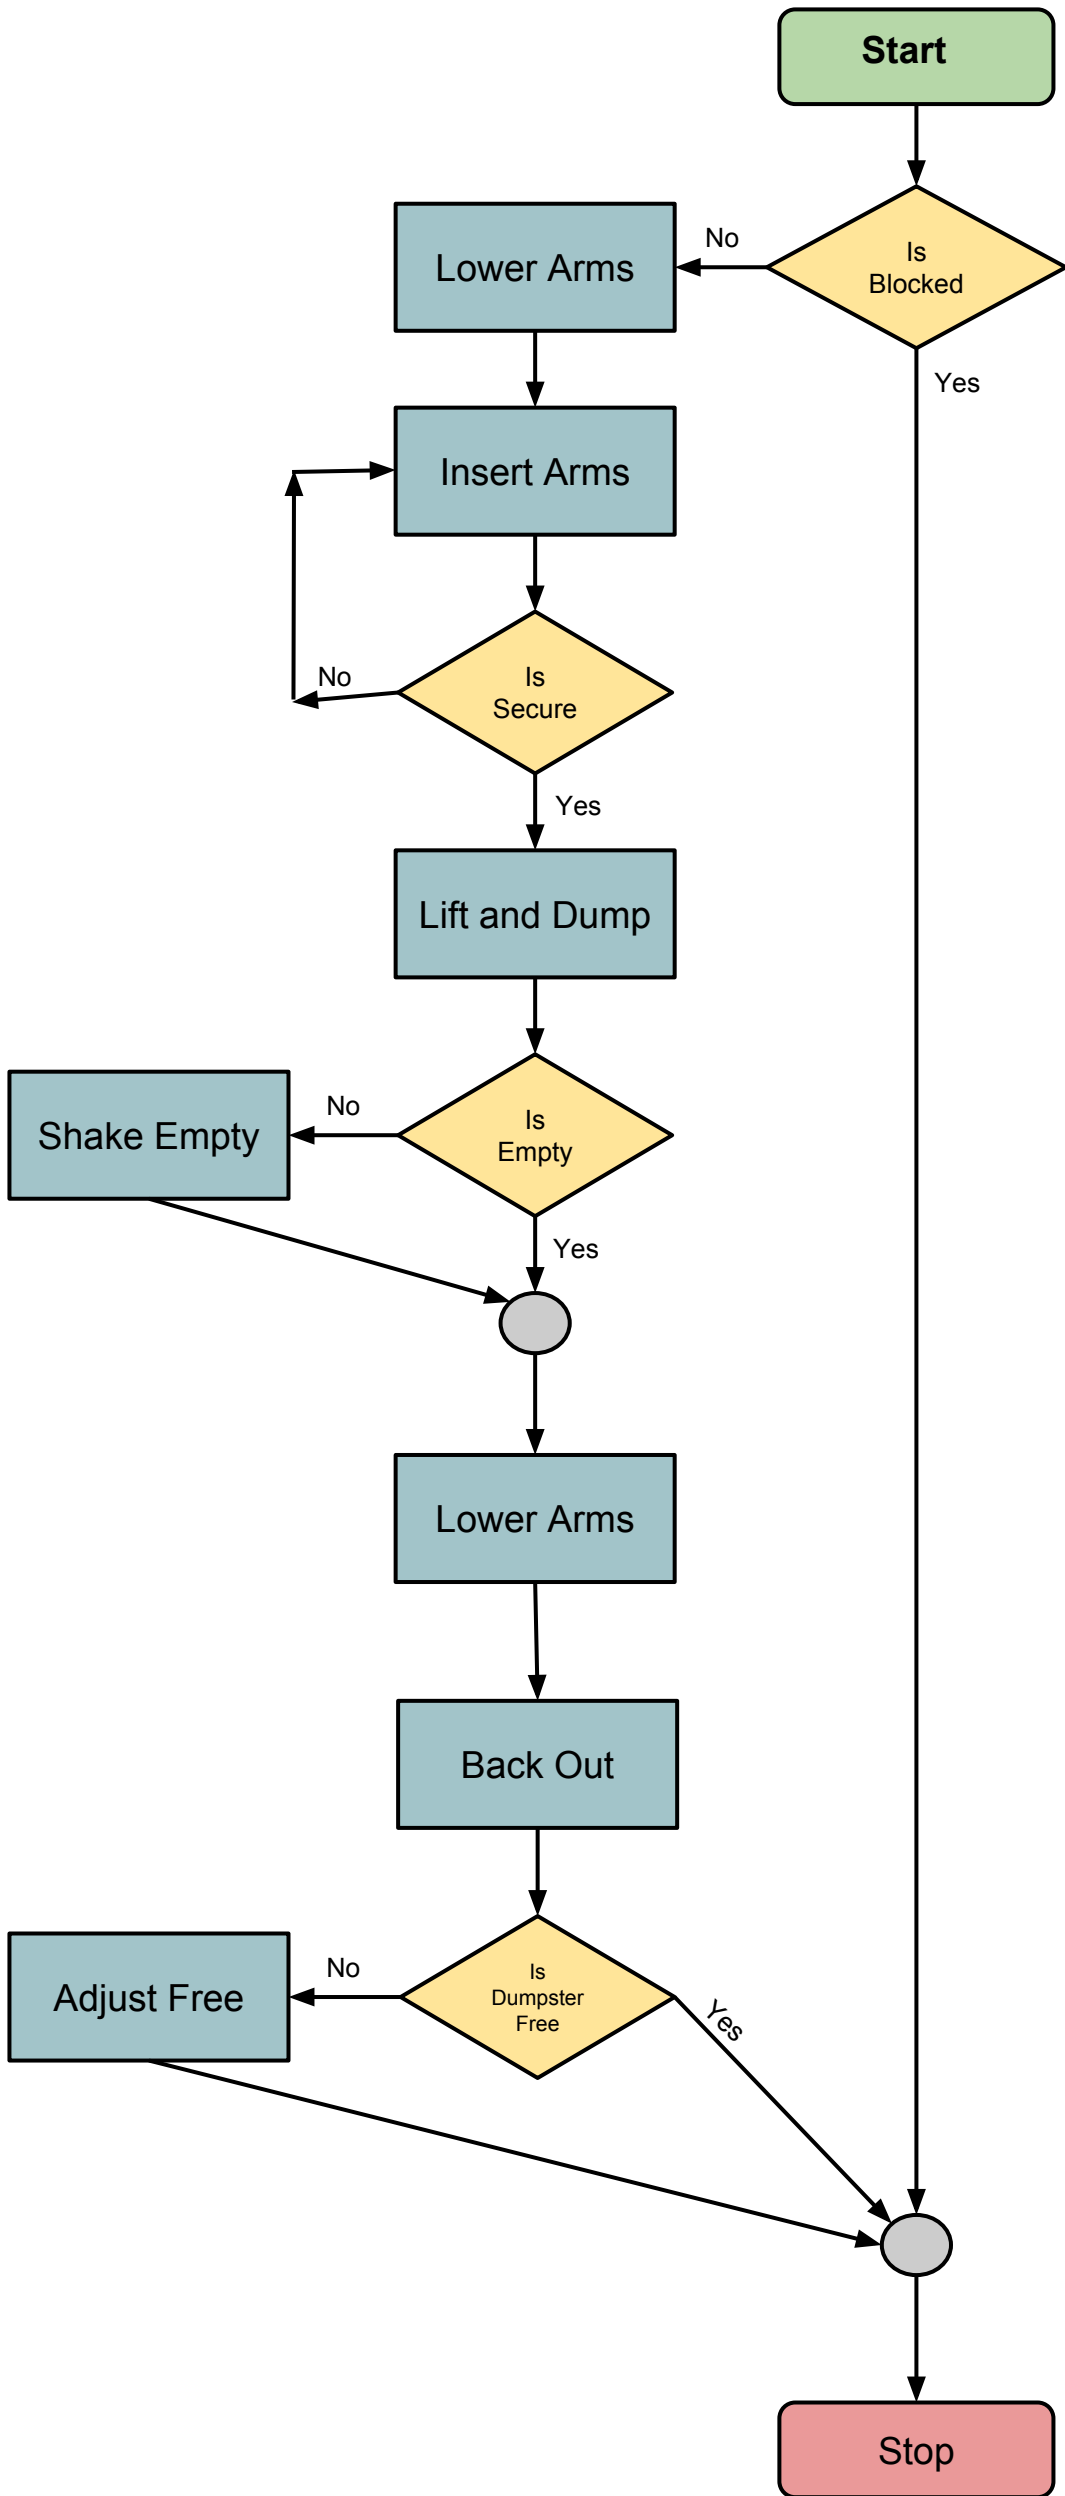 Start
Is
Blocked
No
Yes
Lower Arms
Insert Arms
Is
Secure
No
Yes
Lift and Dump
Is
Empty
No
Shake Empty
Yes
Lower Arms
Back Out
Is
Dumpster
Free
No
Yes
Adjust Free
Stop